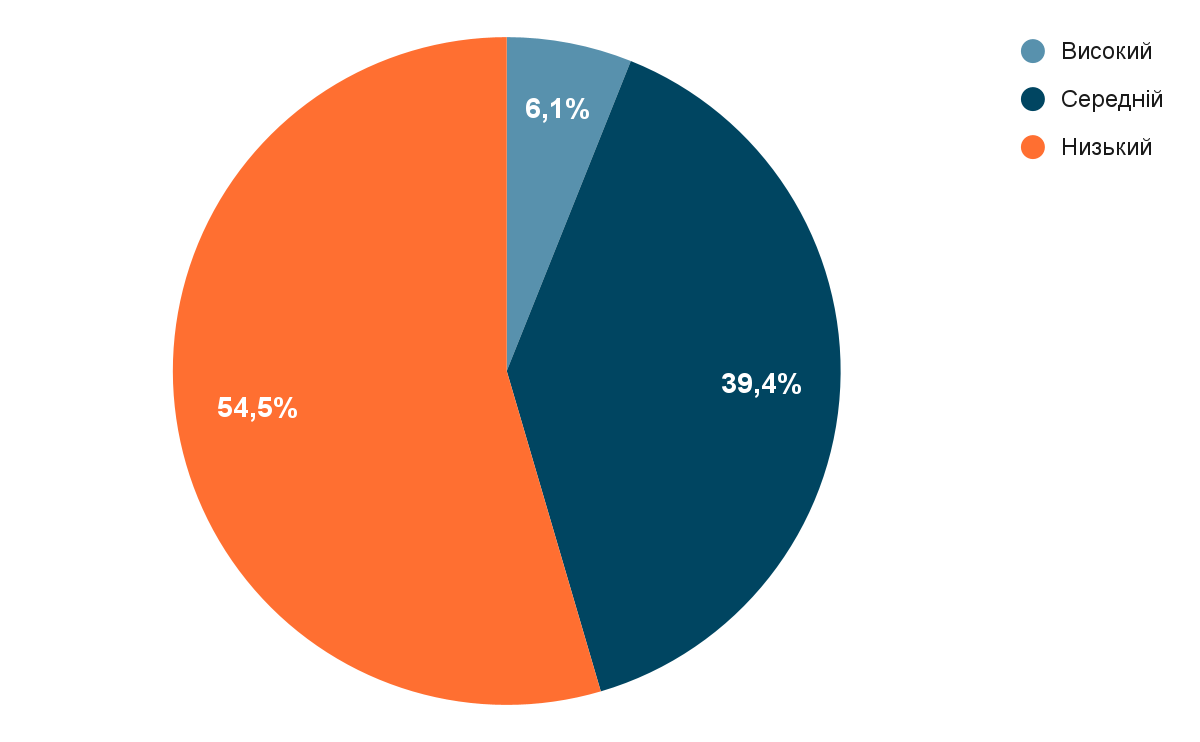 6,1%
39,4%
54,5%
Високий
Середній
Низький